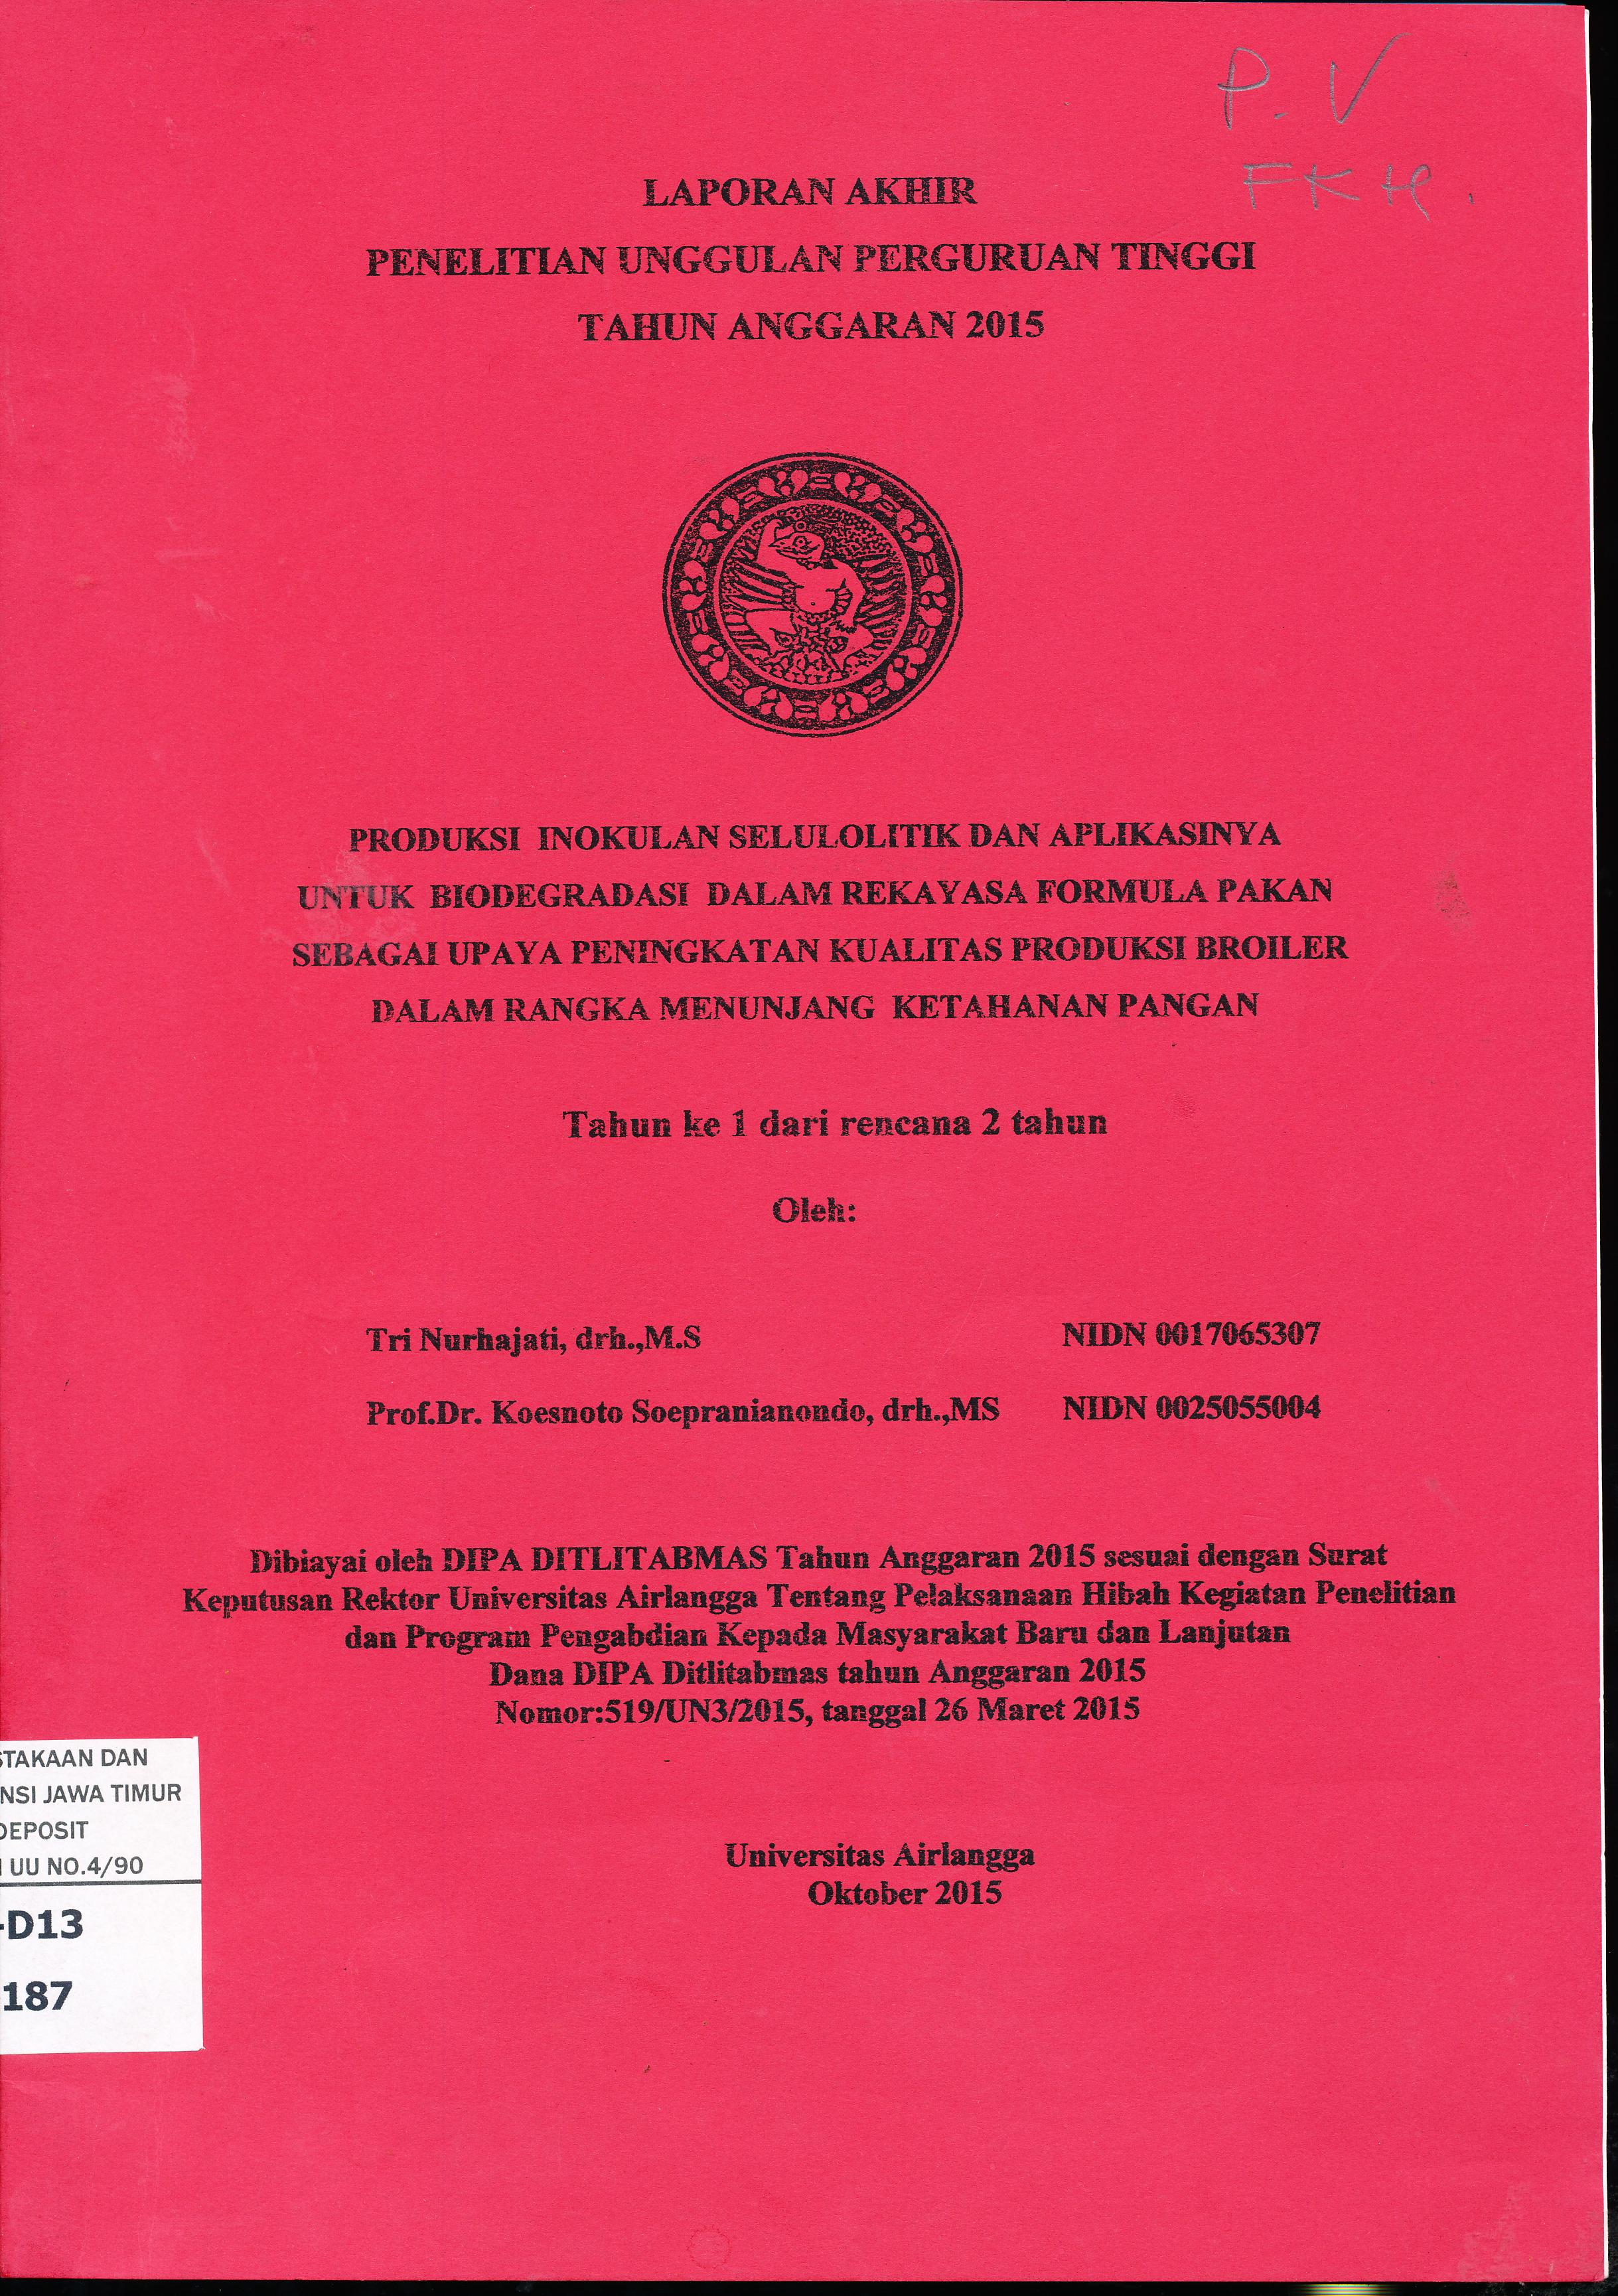 P. V
FKH.
LAPORAN AKHIR
PENELITIAN UNGGULAN PERGURUAN TINGGI
TAHUN ANGGARAN 2015
PRODUKSI INOKULAN SELULOLITIK DAN APLIKASINYA
UNTUK BIODEGRADASI DALAM REKAYASA FORMULA PAKAN
SEBAGAI UPAYA PENINGKATAN KUALITAS PRODUKSI BROILER
DALAM RANGKA MENUNJANG KETAHANAN PANGAN
Tahun ke 1 dari rencana 2 tahun
Oleh:
Tri Nurhajati, drh.,M.S NIDN 0017065307
Prof.Dr. Koesnoto Soepranianondo, drh.,MS NIDN 0025055004
Dibiayai oleh DIPA DITLITABMAS Tahun Anggaran 2015 sesuai dengan Surat
Keputusan Rektor Universitas Airlangga Tentang Pelaksanaan Hibah Kegiatan Penelitian
dan Program Pengabdian Kepada Masyarakat Baru dan Lanjutan
Dana DIPA Ditlitabmas tahun Anggaran 2015
Nomor:519/UN3/2015, tanggal 26 Maret 2015
STAKAAN DAN
NSI JAWA TIMUR
DEPOSIT
I UU NO.4/90
-D13
187
Universitas Airlangga
Oktober 2015